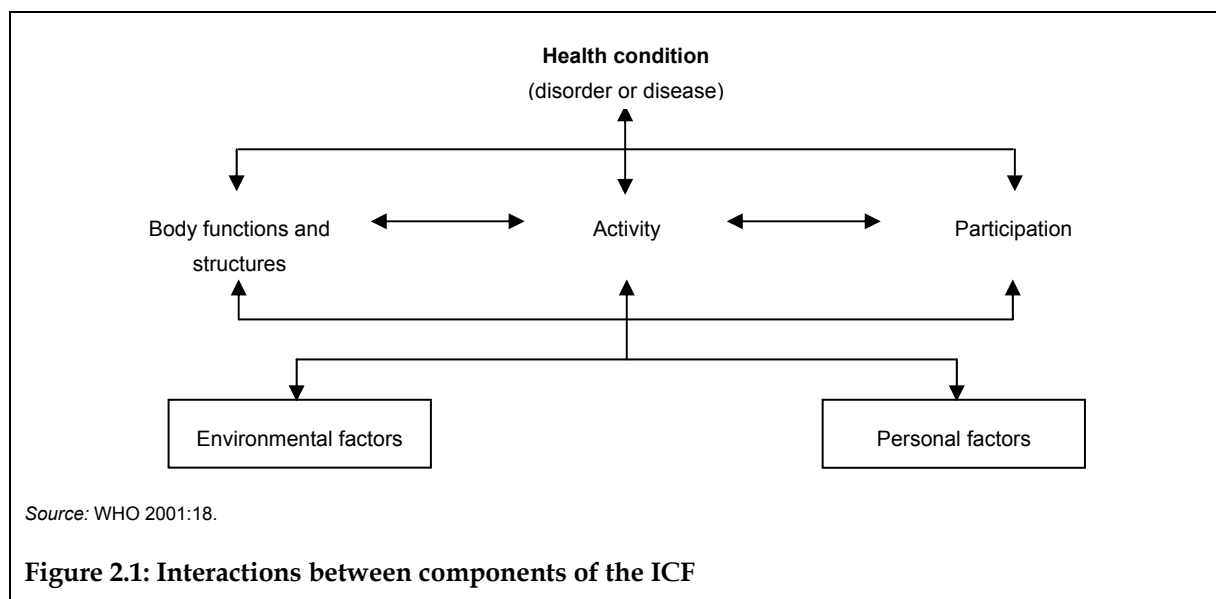 Health condition
(disorder or disease)
Body functions and
structures
Activity
Participation
Environmental factors
Personal factors
Source: WHO 2001:18.
Figure 2.1: Interactions between components of the ICF